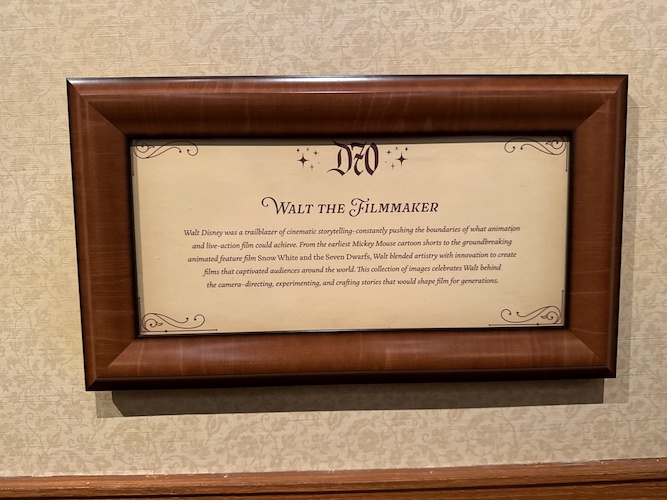 D70
Walt the Filmmaker
Walt Disney was a trailblazer of cinematic storytelling-constantly pushing the boundaries of what animation
and live-action film could achieve. From the earliest Mickey Mouse cartoon shorts to the groundbreaking
animated feature film Snow White and the Seven Dwarfs, Walt blended artistry with innovation to create
films that captivated audiences around the world. This collection of images celebrates Walt behind
the camera-directing, experimenting, and crafting stories that would shape film for generations.